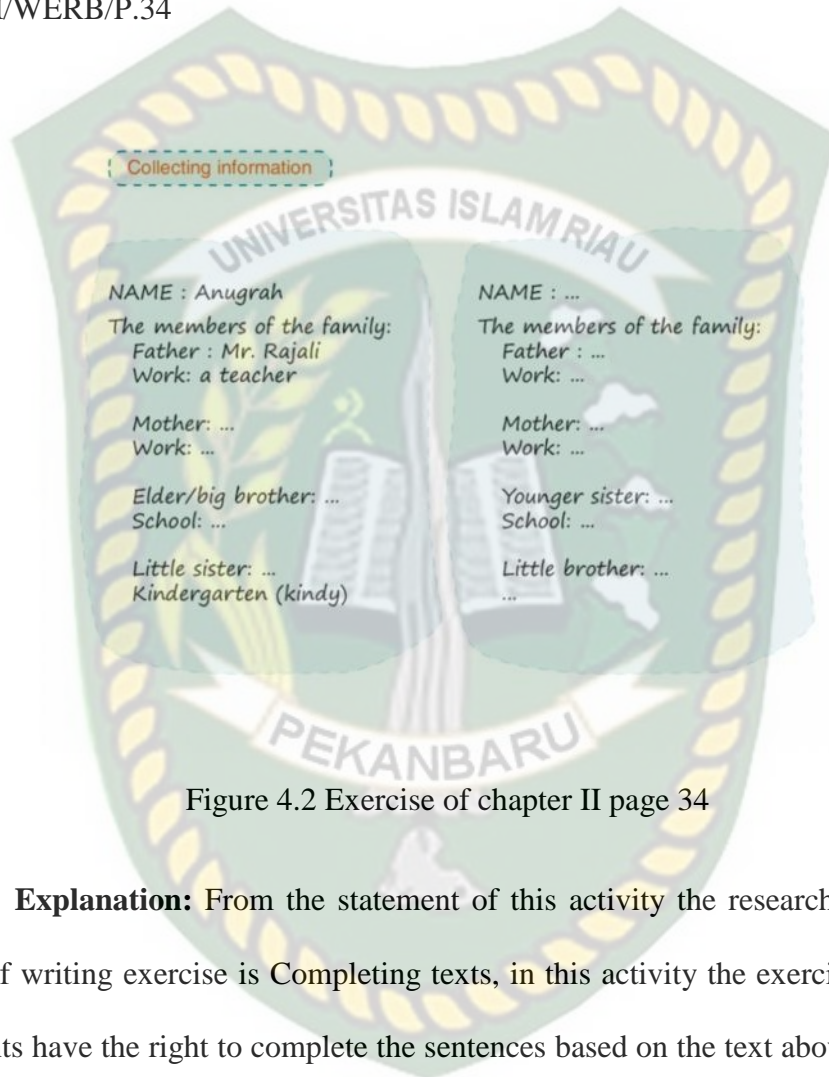 /WERB/P.34
Collecting information
UNIVERSITAS ISLAM RIAU
NAME : Anugrah
The members of the family:
Father : Mr. Rajali
Work: a teacher
Mother: ...
Work: ...
Elder/big brother: ...
School: ...
Little sister: ...
Kindergarten (kindy)
NAME : ...
The members of the family:
Father : ...
Work: ...
Mother: ...
Work: ...
Younger sister: ...
School: ...
Little brother: ...
...
PEKANBARU
Figure 4.2 Exercise of chapter II page 34
Explanation: From the statement of this activity the research
f writing exercise is Completing texts, in this activity the exerci
ts have the right to complete the sentences based on the text abo